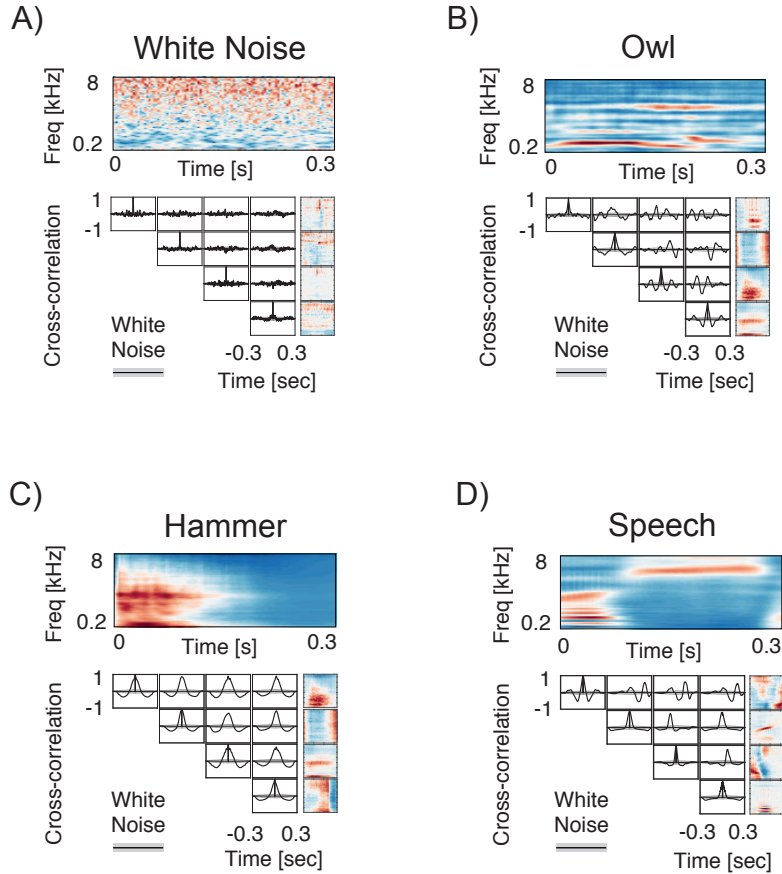 A)
White Noise
Freq [kHz]
8
0.2
0
Time [s]
0.3
Cross-correlation
1
-1
White
Noise
-0.3
0.3
Time [sec]
B)
Owl
Freq [kHz]
8
0.2
0
Time [s]
0.3
Cross-correlation
1
-1
White
Noise
-0.3
0.3
Time [sec]
C)
Hammer
Freq [kHz]
8
0.2
0
Time [s]
0.3
Cross-correlation
1
-1
White
Noise
-0.3
0.3
Time [sec]
D)
Speech
Freq [kHz]
8
0.2
0
Time [s]
0.3
Cross-correlation
1
-1
White
Noise
-0.3
0.3
Time [sec]